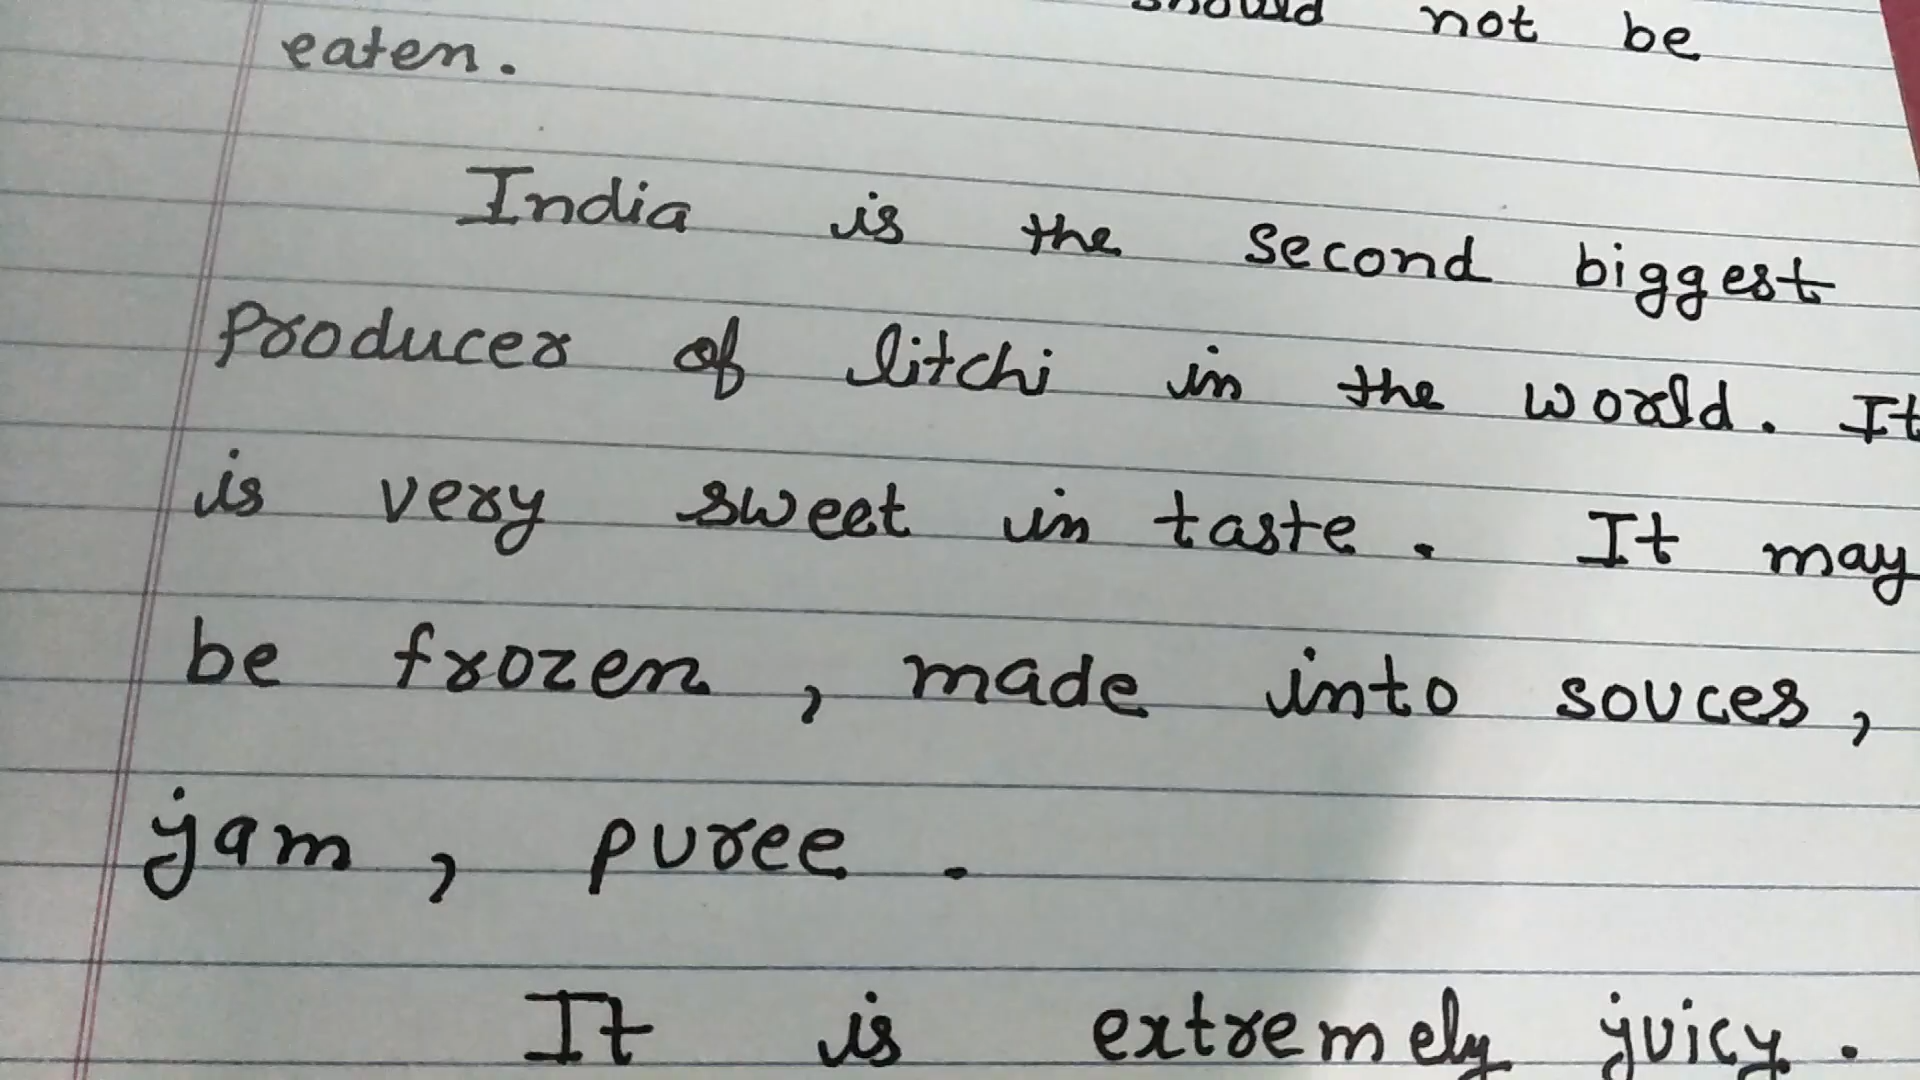 should not be
eaten.
India is the second biggest
producer of litchi in the world. It
is very sweet in taste. It may
be frozen, made into souces,
jam, puree.
It is extremely juicy.